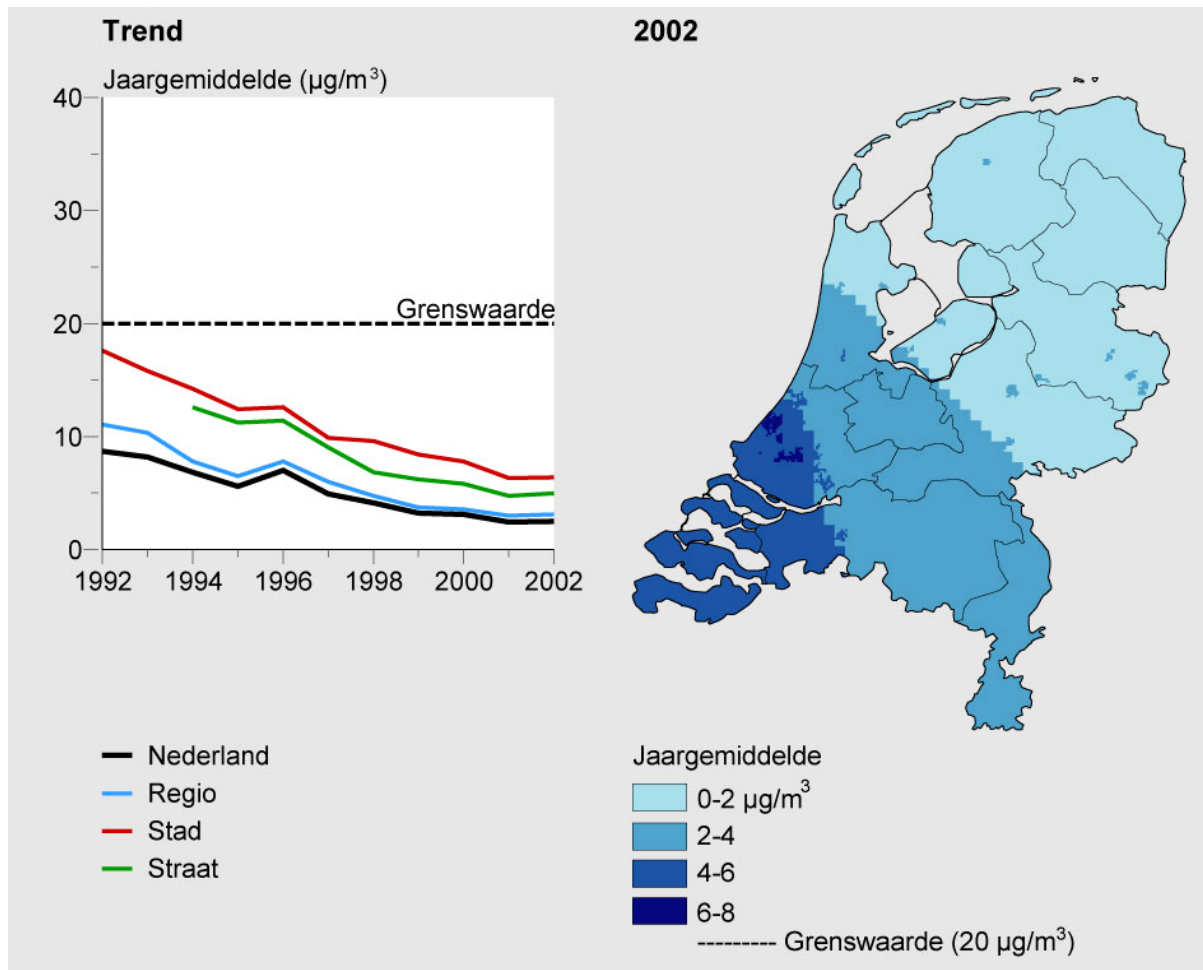 Trend
Jaargemiddelde (µg/m³)
40
30
20
10
0
Grenswaarde
1992 1994 1996 1998 2000 2002
Nederland
Regio
Stad
Straat
2002
Jaargemiddelde
0-2 µg/m³
2-4
4-6
6-8
Grenswaarde (20 µg/m³)